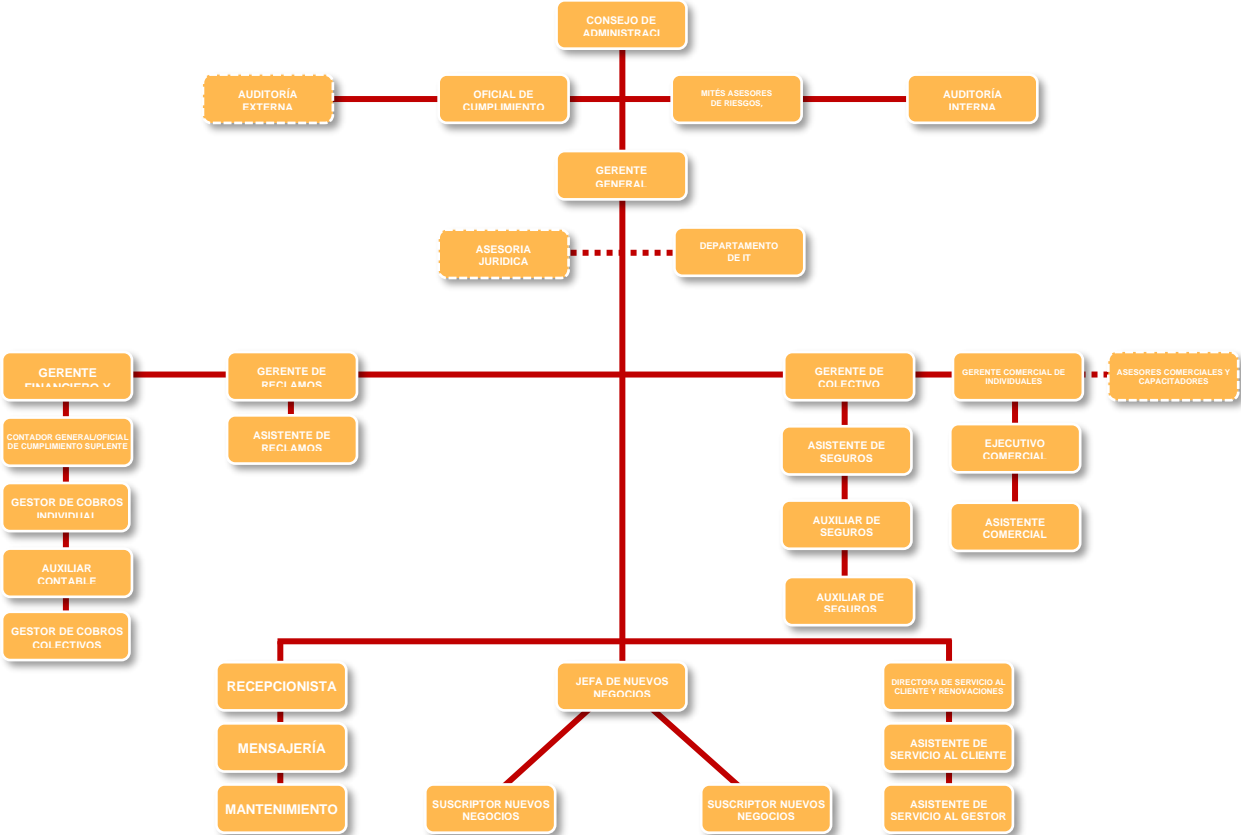 CONSEJO DE
ADMINISTRACI
AUDITORÍA
EXTERNA
OFICIAL DE
CUMPLIMIENTO
MITÉS ASESORES
DE RIESGOS,
AUDITORÍA
INTERNA
GERENTE
GENERAL
ASESORIA
JURIDICA
DEPARTAMENTO
DE IT
GERENTE
FINANCIERO Y
GERENTE DE
RECLAMOS
GERENTE DE
COLECTIVO
GERENTE COMERCIAL DE
INDIVIDUALES
ASESORES COMERCIALES Y
CAPACITADORES
CONTADOR GENERAL/OFICIAL
DE CUMPLIMIENTO SUPLENTE
ASISTENTE DE
RECLAMOS
ASISTENTE DE
SEGUROS
EJECUTIVO
COMERCIAL
GESTOR DE COBROS
INDIVIDUAL
AUXILIAR DE
SEGUROS
ASISTENTE
COMERCIAL
AUXILIAR
CONTABLE
AUXILIAR DE
SEGUROS
GESTOR DE COBROS
COLECTIVOS
RECEPCIONISTA
JEFA DE NUEVOS
NEGOCIOS
DIRECTORA DE SERVICIO AL
CLIENTE Y RENOVACIONES
MENSAJERÍA
ASISTENTE DE
SERVICIO AL CLIENTE
MANTENIMIENTO
SUSCRIPTOR NUEVOS
NEGOCIOS
SUSCRIPTOR NUEVOS
NEGOCIOS
ASISTENTE DE
SERVICIO AL GESTOR